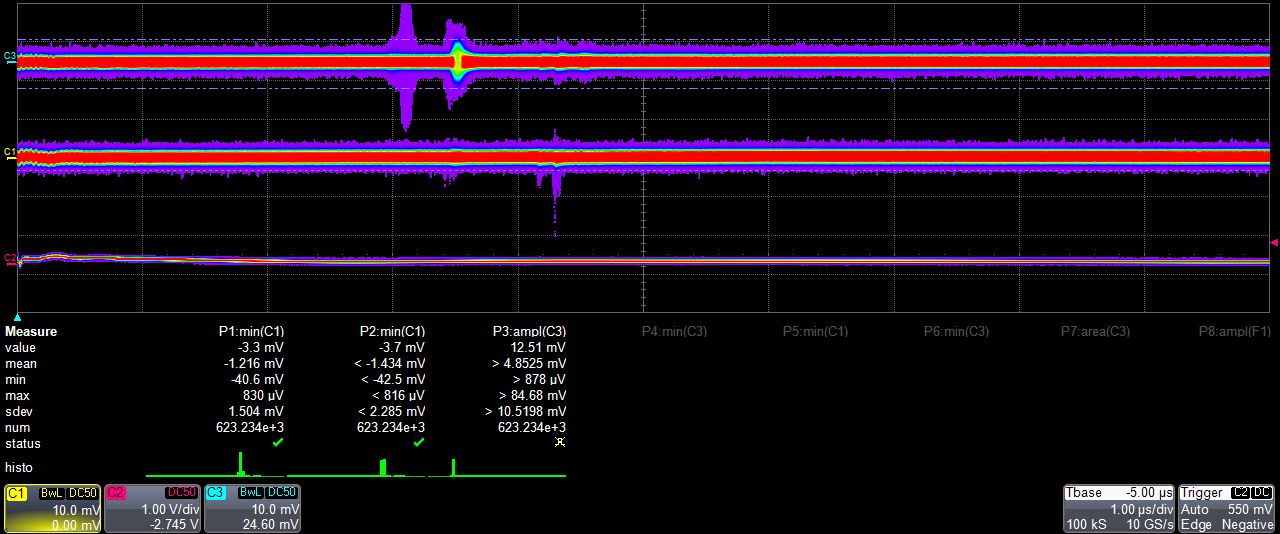 C3
C1
C2
Measure P1:min(C1) P2:min(C1) P3:ampl(C3) P4:min(C3) P5:min(C1) P6:min(C3) P7:area(C3) P8:ampl(F1)
value -3.3 mV -3.7 mV 12.51 mV
mean -1.216 mV < -1.434 mV > 4.8525 mV
min -40.6 mV < -42.5 mV > 878 µV
max 830 µV < 816 µV > 84.68 mV
sdev 1.504 mV < 2.285 mV > 10.5198 mV
num 623.234e+3 623.234e+3 623.234e+3
status
histo
C1 BwL DC50 C2 DC50 C3 BwL DC50 Tbase -5.00 µs Trigger C2 DC
10.0 mV 1.00 V/div 10.0 mV 1.00 µs/div Auto 550 mV
0.00 mV -2.745 V 24.60 mV 100 kS 10 GS/s Edge Negative